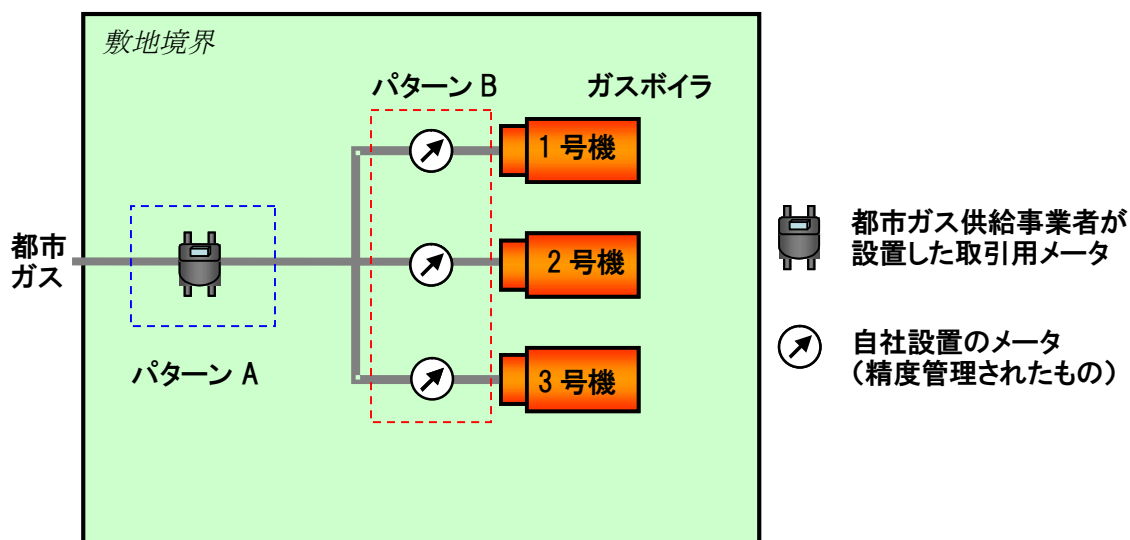 敷地境界
パターン B
ガスボイラ
1 号機
都市
ガス
2 号機
パターン A
3 号機
都市ガス供給事業者が
設置した取引用メータ
自社設置のメータ
(精度管理されたもの)